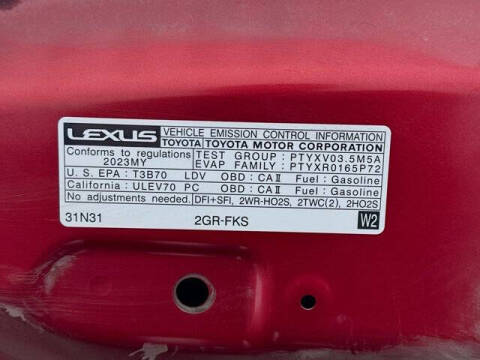 LEXUS VEHICLE EMISSION CONTROL INFORMATION
TOYOTA TOYOTA MOTOR CORPORATION
Conforms to regulations 2023MY
TEST GROUP : PTYXV03.5M5A
EVAP FAMILY : PTYXR0165P72
U. S. EPA : T3B70 LDV OBD : CAⅡ Fuel : Gasoline
California : ULEV70 PC OBD : CAⅡ Fuel : Gasoline
No adjustments needed. DFI+SFI, 2WR-HO2S, 2TWC(2), 2HO2S
31N31 2GR-FKS W2